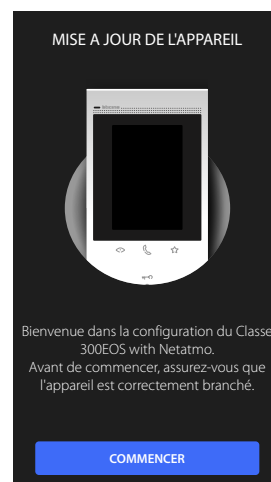 MISE A JOUR DE L'APPAREIL
Bienvenue dans la configuration du Classe
300EOS with Netatmo.
Avant de commencer, assurez-vous que
l'appareil est correctement branché.
COMMENCER